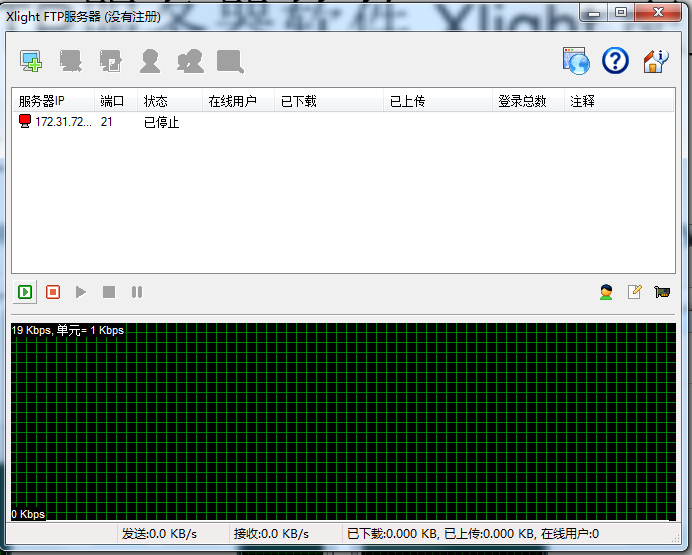 Xlight FTP服务器 (没有注册)
服务器IP 端口 状态 在线用户 已下载 已上传 登录总数 注释
172.31.72... 21 已停止
19 Kbps, 单元= 1 Kbps
0 Kbps
发送:0.0 KB/s 接收:0.0 KB/s 已下载:0.000 KB, 已上传:0.000 KB, 在线用户:0